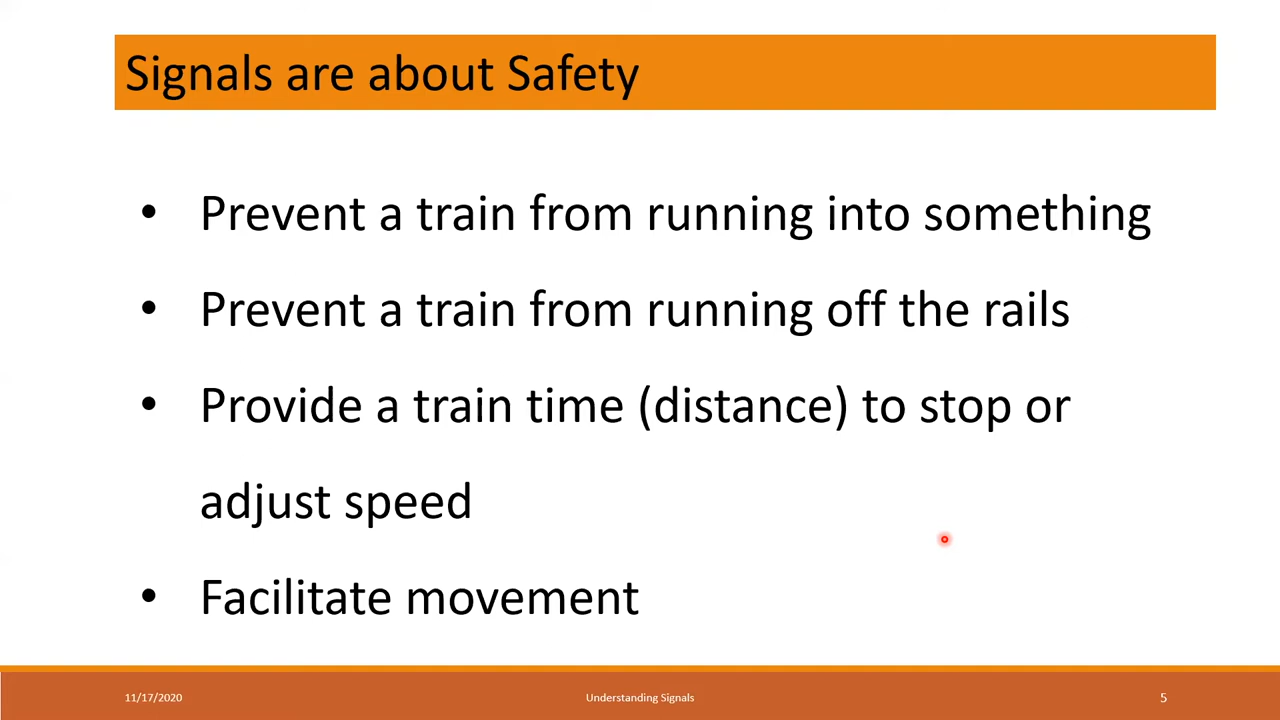 Signals are about Safety
• Prevent a train from running into something
• Prevent a train from running off the rails
• Provide a train time (distance) to stop or
adjust speed
• Facilitate movement
11/17/2020
Understanding Signals
5